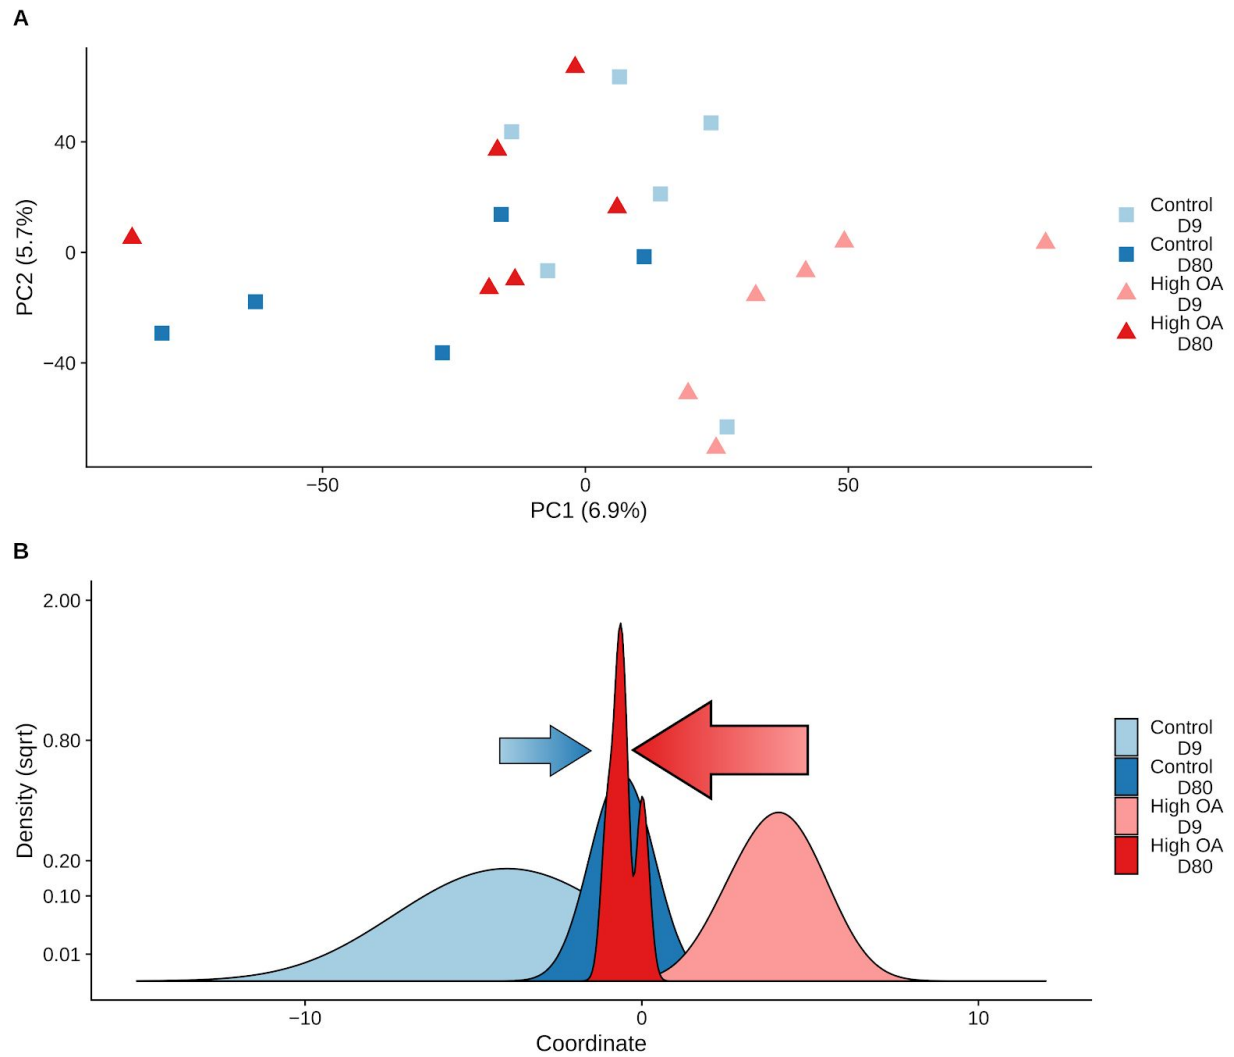 A
40
0
−40
PC2 (5.7%)
−50
0
50
PC1 (6.9%)
Control
D9
Control
D80
High OA
D9
High OA
D80
B
2.00
0.80
0.20
0.10
0.01
Density (sqrt)
−10
0
10
Coordinate
Control
D9
Control
D80
High OA
D9
High OA
D80